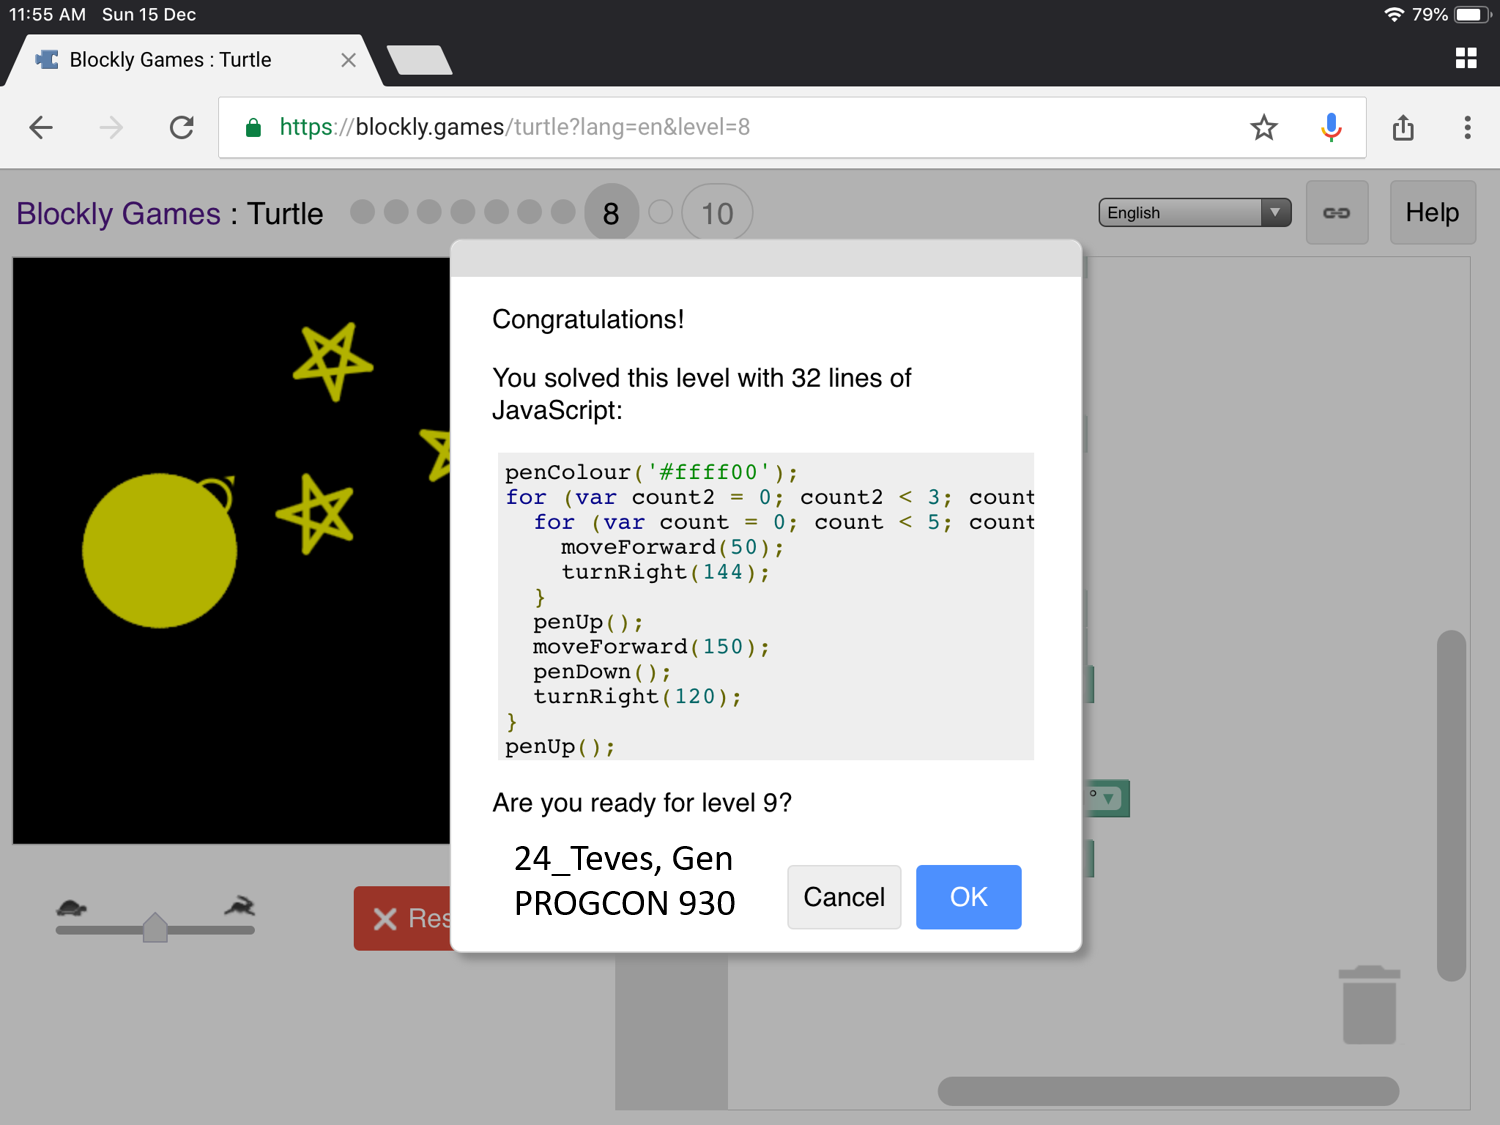 11:55 AM Sun 15 Dec 79%
Blockly Games : Turtle
https://blockly.games/turtle?lang=en&level=8
Blockly Games : Turtle 8 10 English Help
Congratulations!
You solved this level with 32 lines of
JavaScript:
penColour('#ffff00');
for (var count2 = 0; count2 < 3; count
for (var count = 0; count < 5; count
moveForward(50);
turnRight(144);
}
penUp();
moveForward(150);
penDown();
turnRight(120);
}
penUp();
Are you ready for level 9?
24_Teves, Gen
PROGCON 930
Cancel OK
Res
°